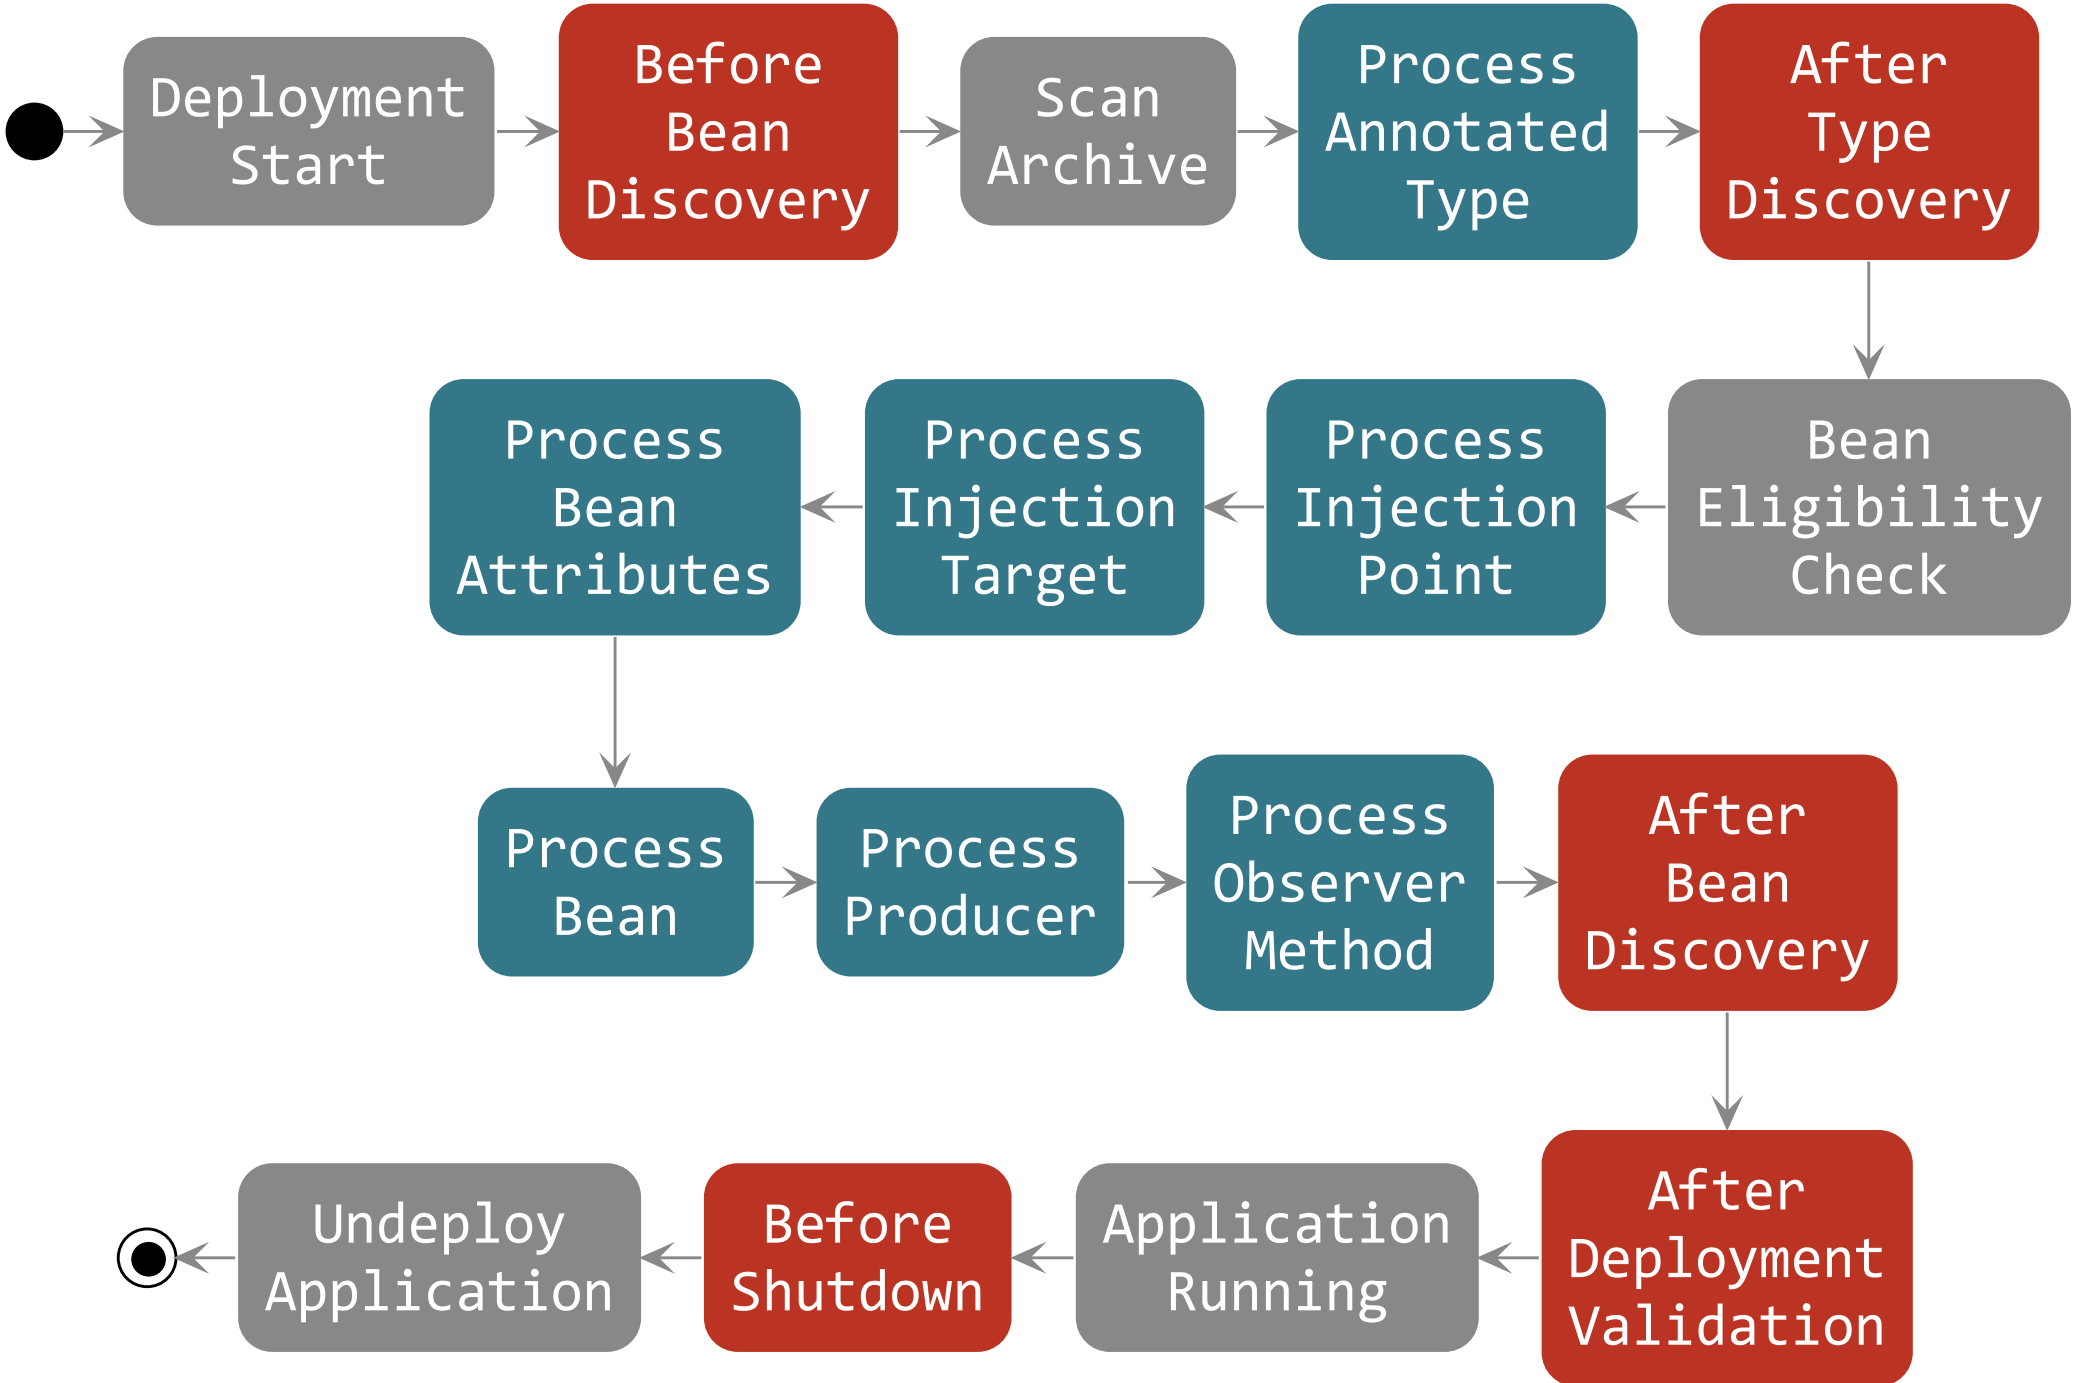 Deployment
Start
Before
Bean
Discovery
Scan
Archive
Process
Annotated
Type
After
Type
Discovery
Bean
Eligibility
Check
Process
Injection
Point
Process
Injection
Target
Process
Bean
Attributes
Process
Bean
Process
Producer
Process
Observer
Method
After
Bean
Discovery
After
Deployment
Validation
Application
Running
Before
Shutdown
Undeploy
Application